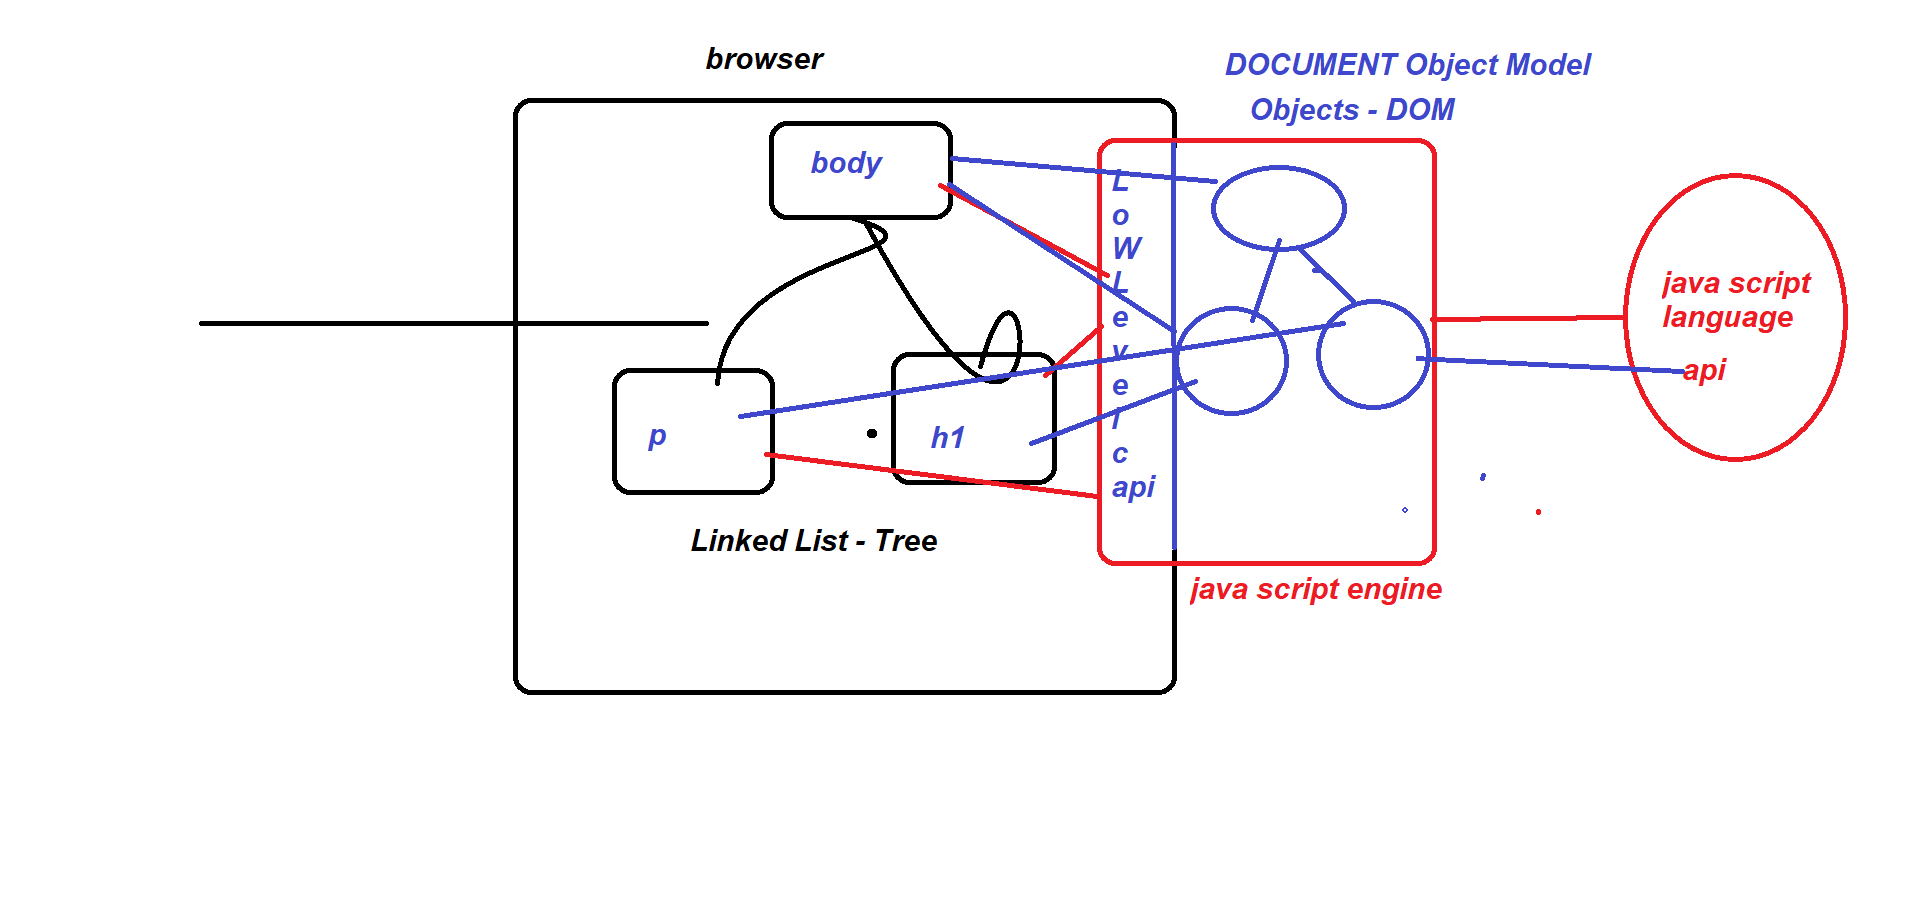 browser
DOCUMENT Object Model
Objects - DOM
body
L
o
W
L
e
v
e
l
c
api
java script
language
api
p
h1
Linked List - Tree
java script engine